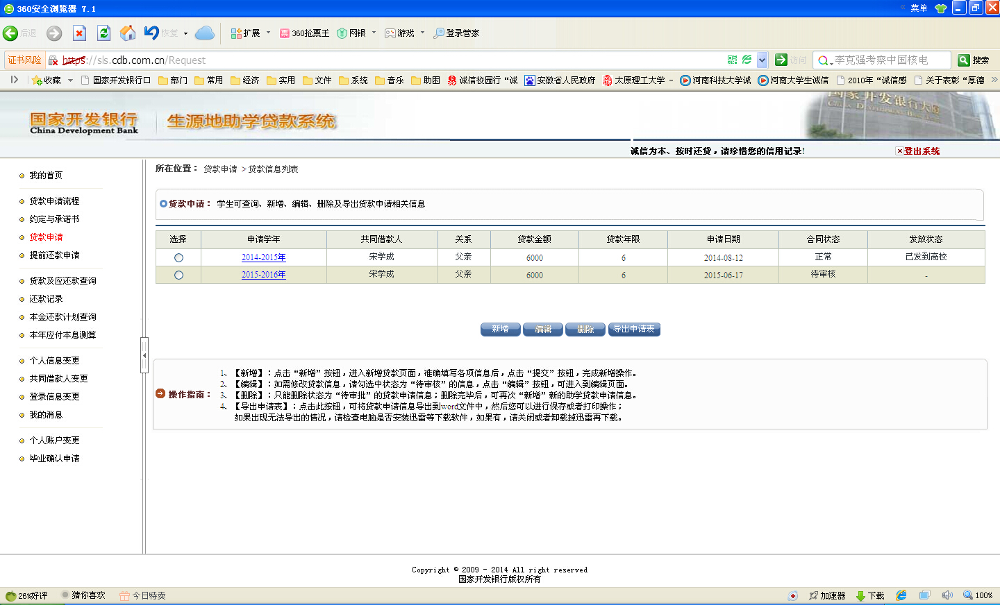 360安全浏览器 7.1
菜单
后退
恢复
扩展
360抢票王
网银
游戏
登录管家
证书风险
https://sls.cdb.com.cn/Request
访问
李克强考察中国核电
搜索
收藏
国家开发银行口
部门
常用
经济
实用
文件
系统
音乐
助困
诚信校园行 “诚
安徽省人民政府
太原理工大学 -
河南科技大学诚
河南大学生诚信
2010年 “诚信感
关于表彰 “厚德
国家开发银行
China Development Bank
生源地助学贷款系统
国家开发银行大厦
诚信为本、按时还贷，请珍惜您的信用记录!
登出系统
我的首页
贷款申请流程
约定与承诺书
贷款申请
提前还款申请
贷款及应还款查询
还款记录
本金还款计划查询
本年应付本息测算
个人信息变更
共同借款人变更
登录信息变更
我的消息
个人账户变更
毕业确认申请
所在位置： 贷款申请 >贷款信息列表
贷款申请： 学生可查询、新增、编辑、删除及导出贷款申请相关信息
选择 申请学年 共同借款人 关系 贷款金额 贷款年限 申请日期 合同状态 发放状态
2014-2015年 宋学成 父亲 6000 6 2014-08-12 正常 已发到高校
2015-2016年 宋学成 父亲 6000 6 2015-06-17 待审核 -
新增 编辑 删除 导出申请表
操作指南：
1、【新增】：点击“新增”按钮，进入新增贷款页面，准确填写各项信息后，点击“提交”按钮，完成新增操作。
2、【编辑】：如需修改贷款信息，请勾选中状态为“待审核”的信息，点击“编辑”按钮，可进入到编辑页面。
3、【删除】：只能删除状态为“待审批”的贷款申请信息；删除完毕后，可再次“新增”新的助学贷款申请信息。
4、【导出申请表】：点击此按钮，可将贷款申请信息导出到word文件中，然后您可以进行保存或者打印操作；
如果出现无法导出的情况，请检查电脑是否安装迅雷等下载软件，如果有，请关闭或者卸载掉迅雷再下载。
Copyright © 2009 - 2014 All right reserved
国家开发银行版权所有
26%好评
猜你喜欢
今日特卖
加速器
下载
100%